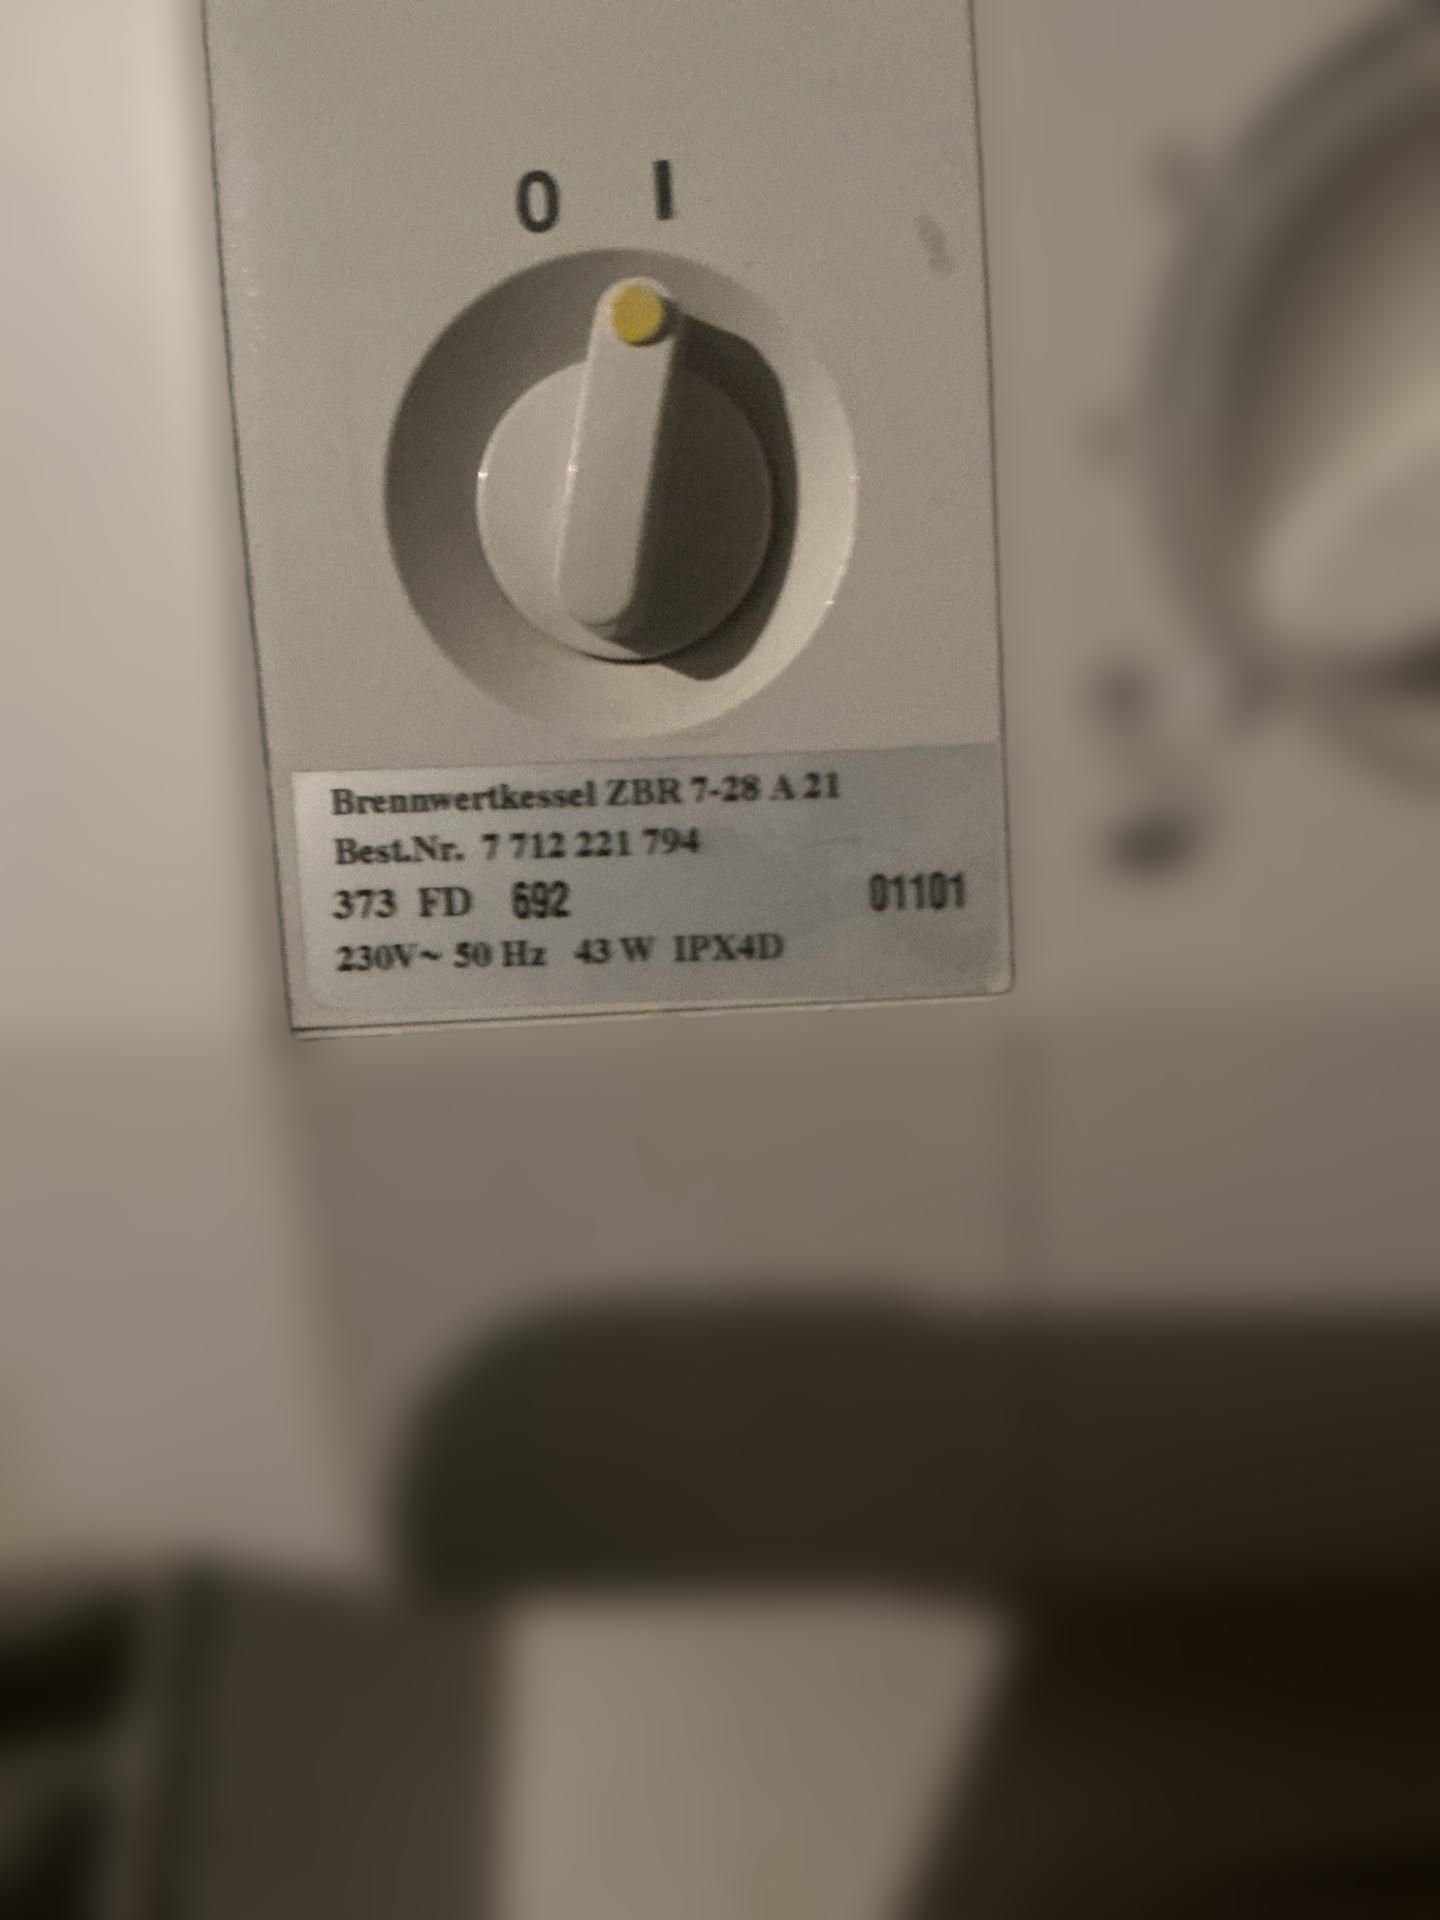 0 I
Brennwertkessel ZBR 7-28 A 21
Best.Nr. 7 712 221 794
373 FD 692 01101
230V~ 50 Hz 43 W IPX4D